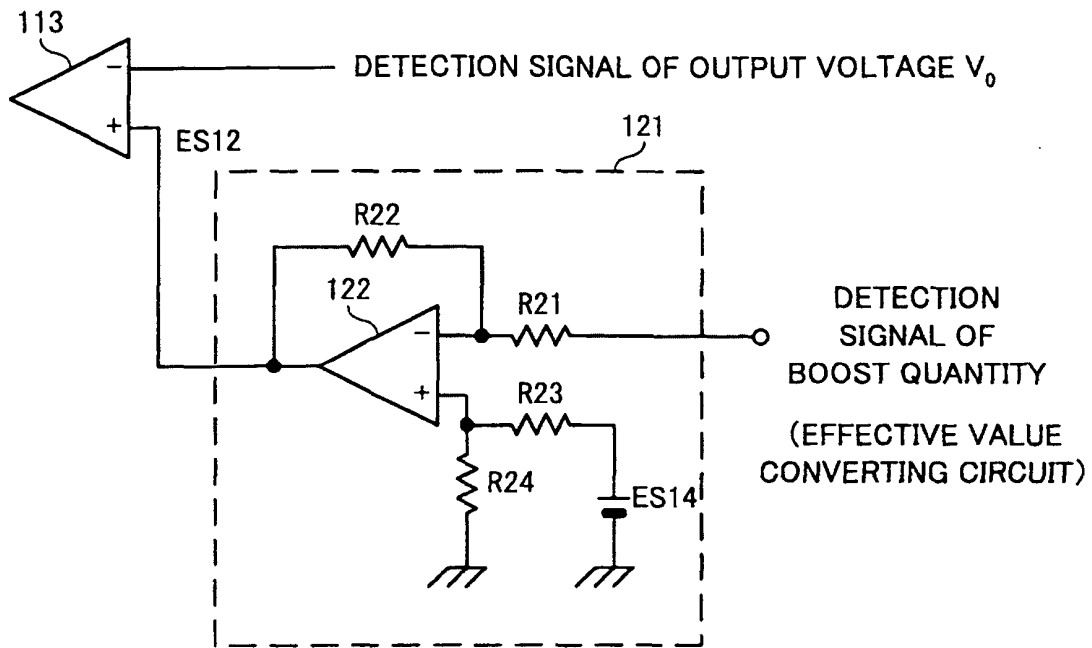 113
−
+
DETECTION SIGNAL OF OUTPUT VOLTAGE V₀
ES12
121
R22
122
−
+
R21
R23
R24
ES14
DETECTION
SIGNAL OF
BOOST QUANTITY
(EFFECTIVE VALUE
CONVERTING CIRCUIT)